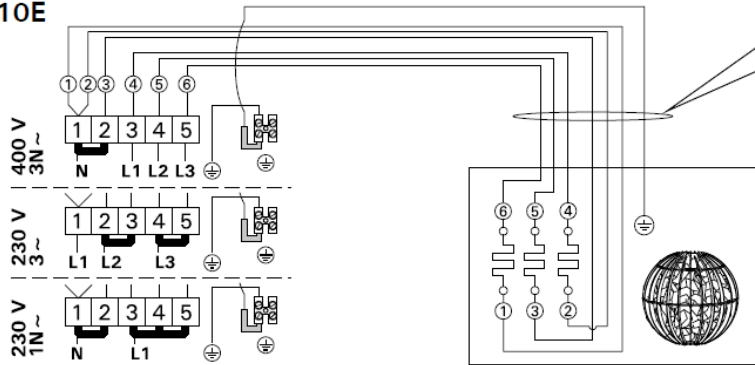 10E
① ② ③ ④ ⑤ ⑥
400 V
3N ~
1 2 3 4 5
N L1 L2 L3
230 V
3 ~
1 2 3 4 5
L1 L2 L3
230 V
1N ~
1 2 3 4 5
N L1
⑥ ⑤ ④
① ③ ②